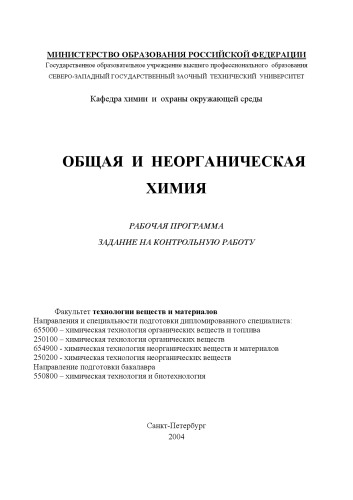 МИНИСТЕРСТВО ОБРАЗОВАНИЯ РОССИЙСКОЙ ФЕДЕРАЦИИ
Государственное образовательное учреждение высшего профессионального образования
СЕВЕРО-ЗАПАДНЫЙ ГОСУДАРСТВЕННЫЙ ЗАОЧНЫЙ ТЕХНИЧЕСКИЙ УНИВЕРСИТЕТ
Кафедра химии и охраны окружающей среды
ОБЩАЯ И НЕОРГАНИЧЕСКАЯ
ХИМИЯ
РАБОЧАЯ ПРОГРАММА
ЗАДАНИЕ НА КОНТРОЛЬНУЮ РАБОТУ
Факультет технологии веществ и материалов
Направления и специальности подготовки дипломированного специалиста:
655000 – химическая технология органических веществ и топлива
250100 – химическая технология органических веществ
654900 - химическая технология неорганических веществ и материалов
250200 - химическая технология неорганических веществ
Направление подготовки бакалавра
550800 – химическая технология и биотехнология
Санкт-Петербург
2004